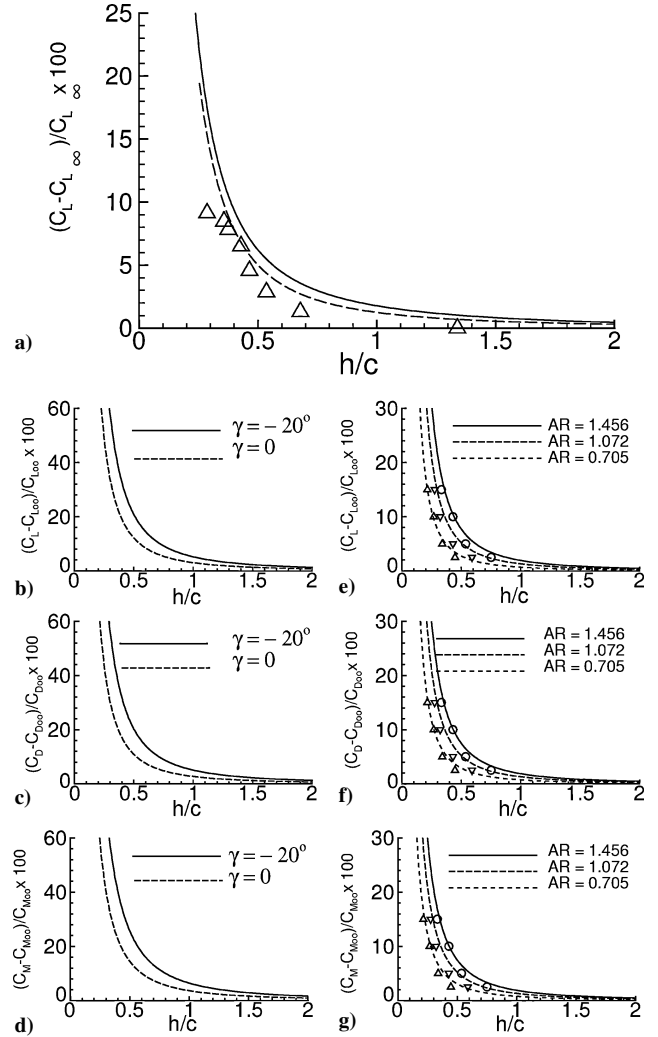 25
20
15
10
5
0
(C_L-C_L∞)/C_L∞ x 100
0
0.5
1
1.5
2
h/c
a)
60
40
20
0
(C_L-C_Loo)/C_Loo x 100
γ = – 20°
γ = 0
0
0.5
1
1.5
2
h/c
b)
30
20
10
0
(C_L-C_Loo)/C_Loo x 100
AR = 1.456
AR = 1.072
AR = 0.705
0
0.5
1
1.5
2
h/c
e)
60
40
20
0
(C_D-C_Doo)/C_Doo x 100
γ = – 20°
γ = 0
0
0.5
1
1.5
2
h/c
c)
30
20
10
0
(C_D-C_Doo)/C_Doo x 100
AR = 1.456
AR = 1.072
AR = 0.705
0
0.5
1
1.5
2
h/c
f)
60
40
20
0
(C_M-C_Moo)/C_Moo x 100
γ = – 20°
γ = 0
0
0.5
1
1.5
2
h/c
d)
30
20
10
0
(C_M-C_Moo)/C_Moo x 100
AR = 1.456
AR = 1.072
AR = 0.705
0
0.5
1
1.5
2
h/c
g)